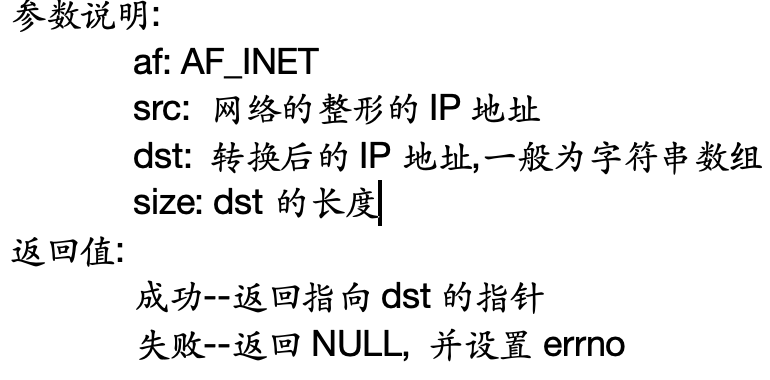 参数说明:
af: AF_INET
src: 网络的整形的 IP 地址
dst: 转换后的 IP 地址,一般为字符串数组
size: dst 的长度
返回值:
成功--返回指向 dst 的指针
失败--返回 NULL, 并设置 errno